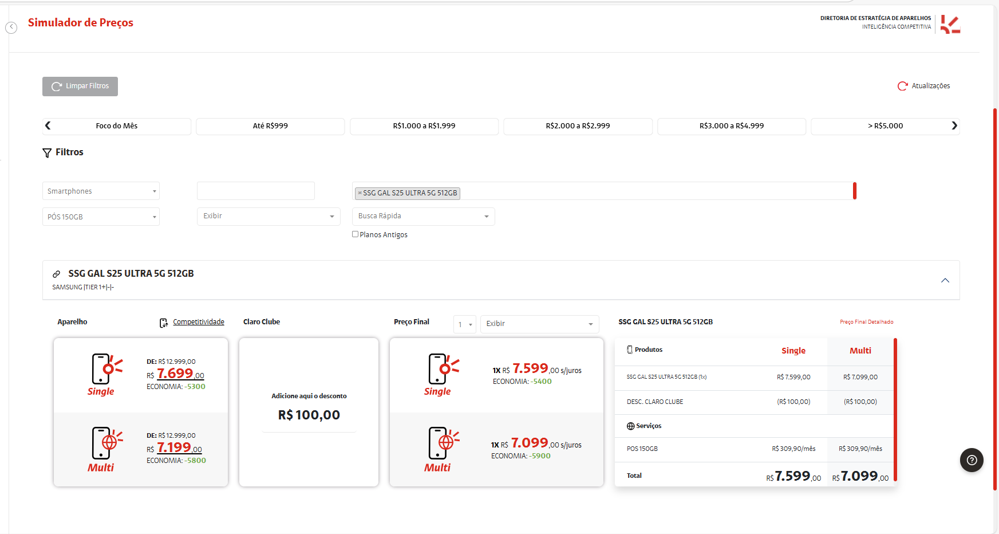 Simulador de Preços
DIRETORIA DE ESTRATÉGIA DE APARELHOS
INTELIGÊNCIA COMPETITIVA
Limpar Filtros
Atualizações
Foco do Mês
Até R$999
R$1.000 a R$1.999
R$2.000 a R$2.999
R$3.000 a R$4.999
> R$5.000
Filtros
Smartphones
× SSG GAL S25 ULTRA 5G 512GB
PÓS 150GB
Exibir
Busca Rápida
Planos Antigos
SSG GAL S25 ULTRA 5G 512GB
SAMSUNG |TIER 1+|-|-
Aparelho
Competitividade
Claro Clube
Preço Final
1
Exibir
SSG GAL S25 ULTRA 5G 512GB
Preço Final Detalhado
Single
DE: R$ 12.999,00
R$ 7.699,00
ECONOMIA: -5300
Multi
DE: R$ 12.999,00
R$ 7.199,00
ECONOMIA: -5800
Adicione aqui o desconto
R$ 100,00
Single
1X R$ 7.599,00 s/juros
ECONOMIA: -5400
Multi
1X R$ 7.099,00 s/juros
ECONOMIA: -5900
Produtos Single Multi
SSG GAL S25 ULTRA 5G 512GB (1x) R$ 7.599,00 R$ 7.099,00
DESC. CLARO CLUBE (R$ 100,00) (R$ 100,00)
Serviços
POS 150GB R$ 309,90/mês R$ 309,90/mês
Total R$ 7.599,00 R$ 7.099,00